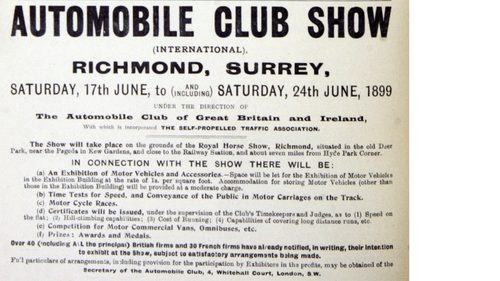 AUTOMOBILE CLUB SHOW
(INTERNATIONAL).
RICHMOND, SURREY,
SATURDAY, 17th JUNE, to (AND INCLUDING) SATURDAY, 24th JUNE, 1899
UNDER THE DIRECTION OF
The Automobile Club of Great Britain and Ireland,
With which is incorporated THE SELF-PROPELLED TRAFFIC ASSOCIATION.
The Show will take place on the grounds of the Royal Horse Show, Richmond, situated in the old Deer
Park, near the Pagoda in Kew Gardens, and close to the Railway Station, and about seven miles from Hyde Park Corner.
IN CONNECTION WITH THE SHOW THERE WILL BE:
(a) An Exhibition of Motor Vehicles and Accessories.—Space will be let for the Exhibition of Motor Vehicles
in the Exhibition Building at the rate of 1s. per square foot. Accommodation for storing Motor Vehicles (other than
those in the Exhibition Building) will be provided at a moderate charge.
(b) Time Tests for Speed, and Conveyance of the Public in Motor Carriages on the Track.
(c) Motor Cycle Races.
(d) Certificates will be issued, under the supervision of the Club's Timekeepers and Judges, as to (1) Speed on
the flat; (2) Hill-climbing capabilities; (3) Cost of Running; (4) Capabilities of covering long distance runs, etc.
(e) Competition for Motor Commercial Vans, Omnibuses, etc.
(f) Prizes: Awards and Medals.
Over 40 (including all the principal) British firms and 30 French firms have already notified, in writing, their intention
to exhibit at the Show, subject to satisfactory arrangements being made.
Full particulars of arrangements, including provision for the participation by Exhibitors in the profits, may be obtained of the
Secretary of the Automobile Club, 4, Whitehall Court, London, S.W.